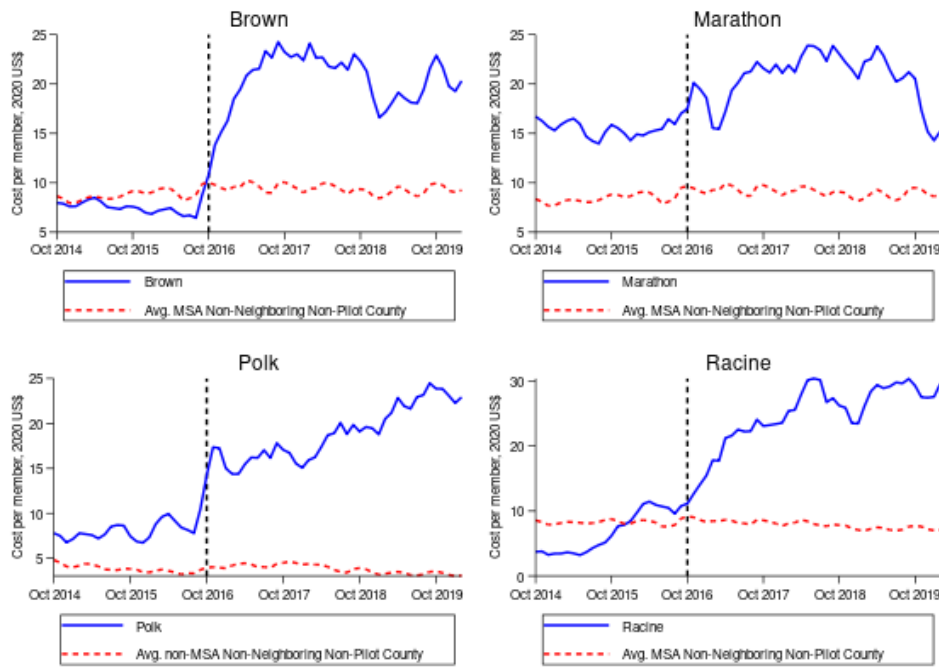 Brown
Cost per member, 2020 US$
25
20
15
10
5
Oct 2014 Oct 2015 Oct 2016 Oct 2017 Oct 2018 Oct 2019
Brown
Avg. MSA Non-Neighboring Non-Pilot County
Marathon
Cost per member, 2020 US$
25
20
15
10
5
Oct 2014 Oct 2015 Oct 2016 Oct 2017 Oct 2018 Oct 2019
Marathon
Avg. MSA Non-Neighboring Non-Pilot County
Polk
Cost per member, 2020 US$
25
20
15
10
5
Oct 2014 Oct 2015 Oct 2016 Oct 2017 Oct 2018 Oct 2019
Polk
Avg. non-MSA Non-Neighboring Non-Pilot County
Racine
Cost per member, 2020 US$
30
20
10
0
Oct 2014 Oct 2015 Oct 2016 Oct 2017 Oct 2018 Oct 2019
Racine
Avg. MSA Non-Neighboring Non-Pilot County